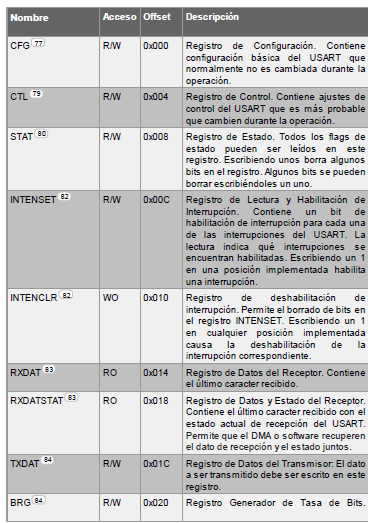 Nombre Acceso Offset Descripción
CFG 77 R/W 0x000 Registro de Configuración. Contiene
configuración básica del USART que
normalmente no es cambiada durante la
operación.
CTL 79 R/W 0x004 Registro de Control. Contiene ajustes de
control del USART que es más probable
que cambien durante la operación.
STAT 80 R/W 0x008 Registro de Estado. Todos los flags de
estado pueden ser leídos en este
registro. Escribiendo unos borra algunos
bits en el registro. Algunos bits se pueden
borrar escribiéndoles un uno.
INTENSET 82 R/W 0x00C Registro de Lectura y Habilitación de
Interrupción. Contiene un bit de
habilitación de interrupción para cada una
de las interrupciones del USART. La
lectura indica qué interrupciones se
encuentran habilitadas. Escribiendo un 1
en una posición implementada habilita
una interrupción.
INTENCLR 82 WO 0x010 Registro de deshabilitación de
interrupción. Permite el borrado de bits en
el registro INTENSET. Escribiendo un 1
en cualquier posición implementada
causa la deshabilitación de la
interrupción correspondiente.
RXDAT 83 RO 0x014 Registro de Datos del Receptor. Contiene
el último caracter recibido.
RXDATSTAT 83 RO 0x018 Registro de Datos y Estado del Receptor.
Contiene el último caracter recibido con el
estado actual de recepción del USART.
Permite que el DMA o software recuperen
el dato de recepción y el estado juntos.
TXDAT 84 R/W 0x01C Registro de Datos del Transmisor: El dato
a ser transmitido debe ser escrito en este
registro.
BRG 84 R/W 0x020 Registro Generador de Tasa de Bits.